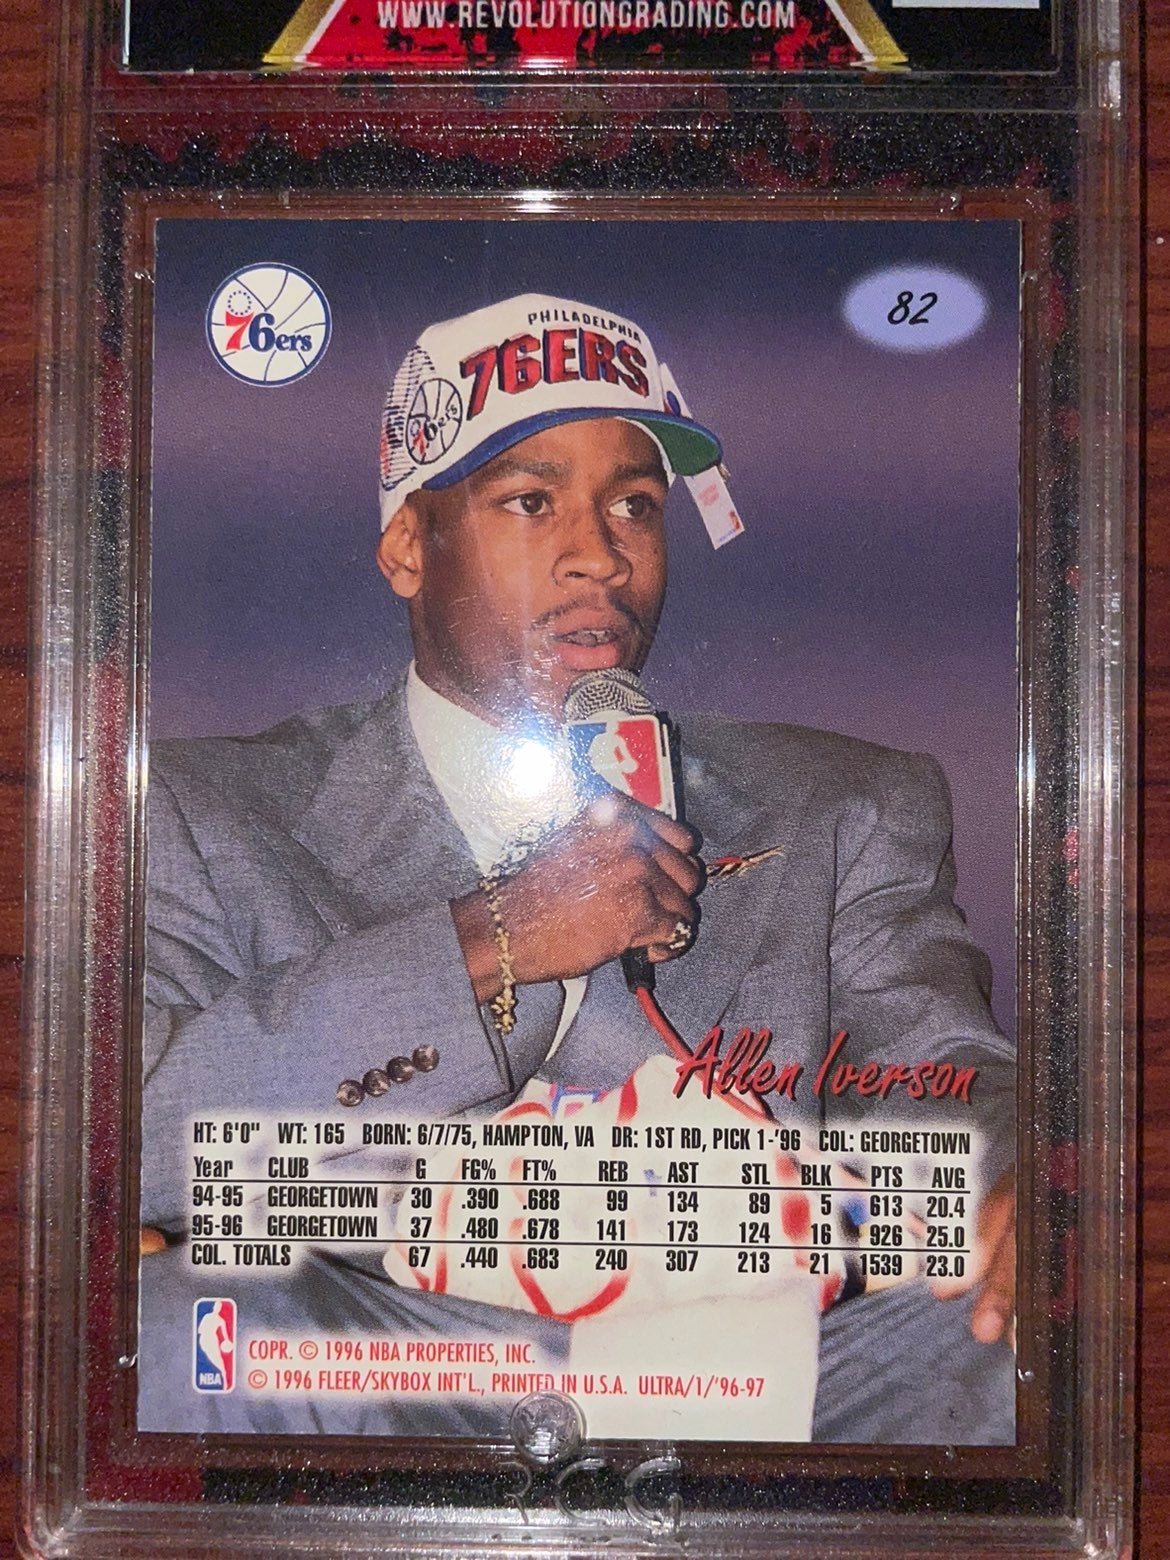 WWW.REVOLUTIONGRADING.COM
76ers
82
PHILADELPHIA
76ERS
76ers
Allen Iverson
HT: 6'0" WT: 165 BORN: 6/7/75, HAMPTON, VA DR: 1ST RD, PICK 1-'96 COL: GEORGETOWN
Year CLUB G FG% FT% REB AST STL BLK PTS AVG
94-95 GEORGETOWN 30 .390 .688 99 134 89 5 613 20.4
95-96 GEORGETOWN 37 .480 .678 141 173 124 16 926 25.0
COL. TOTALS 67 .440 .683 240 307 213 21 1539 23.0
NBA
COPR. © 1996 NBA PROPERTIES, INC.
© 1996 FLEER/SKYBOX INT'L., PRINTED IN U.S.A. ULTRA/1/'96-97
RCG